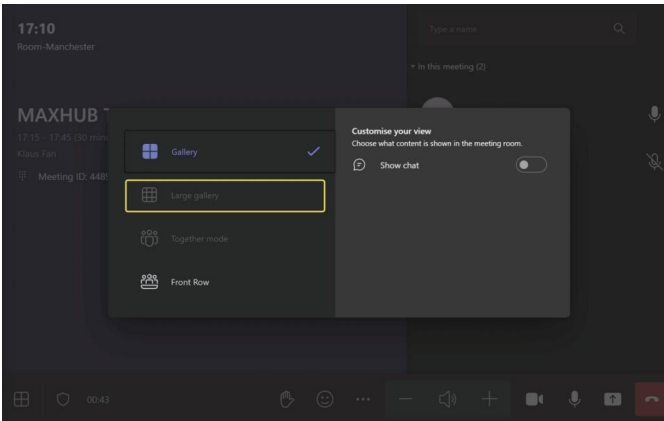 17:10
Room-Manchester
Type a name
In this meeting (2)
MAXHUB
17:15 - 17:45 (30 min
Klaus Fan
Meeting ID: 448
Gallery
Large gallery
Together mode
Front Row
Customise your view
Choose what content is shown in the meeting room.
Show chat
00:43